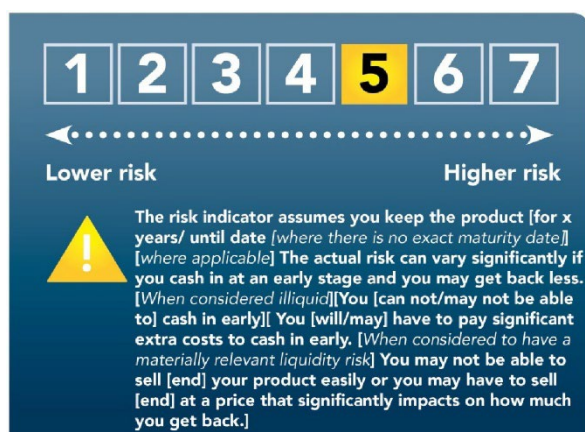 1 2 3 4 5 6 7
Lower risk Higher risk
!
The risk indicator assumes you keep the product [for x
years/ until date [where there is no exact maturity date]]
[where applicable] The actual risk can vary significantly if
you cash in at an early stage and you may get back less.
[When considered illiquid][You [can not/may not be able
to] cash in early][ You [will/may] have to pay significant
extra costs to cash in early. [When considered to have a
materially relevant liquidity risk] You may not be able to
sell [end] your product easily or you may have to sell
[end] at a price that significantly impacts on how much
you get back.]